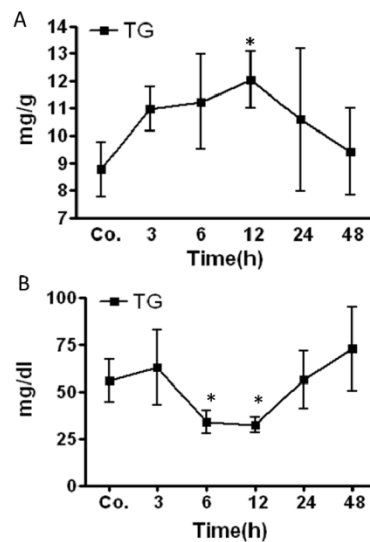 A
TG
14
13
12
11
10
9
8
7
mg/g
*
Co. 3 6 12 24 48
Time(h)
B
TG
100
75
50
25
0
mg/dl
* *
Co. 3 6 12 24 48
Time(h)